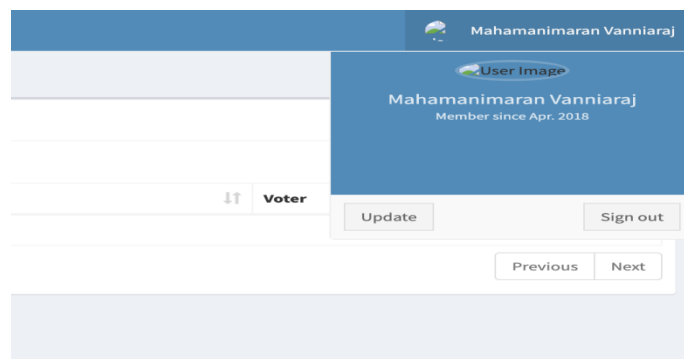 Mahamanimaran Vanniaraj
User Image
Mahamanimaran Vanniaraj
Member since Apr. 2018
Voter
Update
Sign out
Previous
Next